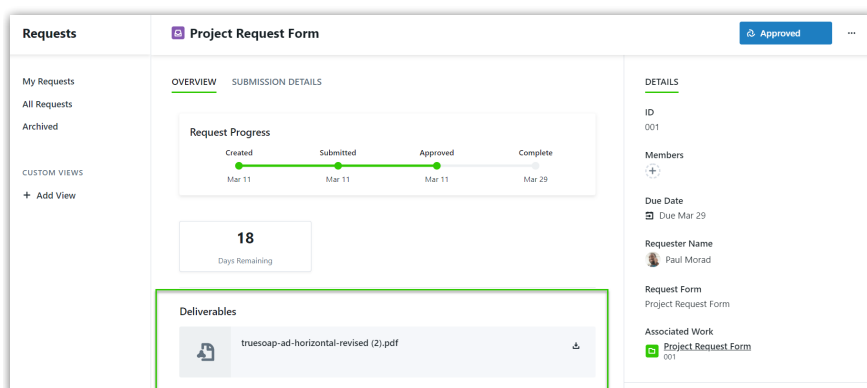 Requests
Project Request Form
Approved
My Requests
All Requests
Archived
CUSTOM VIEWS
+ Add View
OVERVIEW
SUBMISSION DETAILS
Request Progress
Created
Submitted
Approved
Complete
Mar 11
Mar 11
Mar 11
Mar 29
18
Days Remaining
Deliverables
truesoap-ad-horizontal-revised (2).pdf
DETAILS
ID
001
Members
Due Date
Due Mar 29
Requester Name
Paul Morad
Request Form
Project Request Form
Associated Work
Project Request Form
001